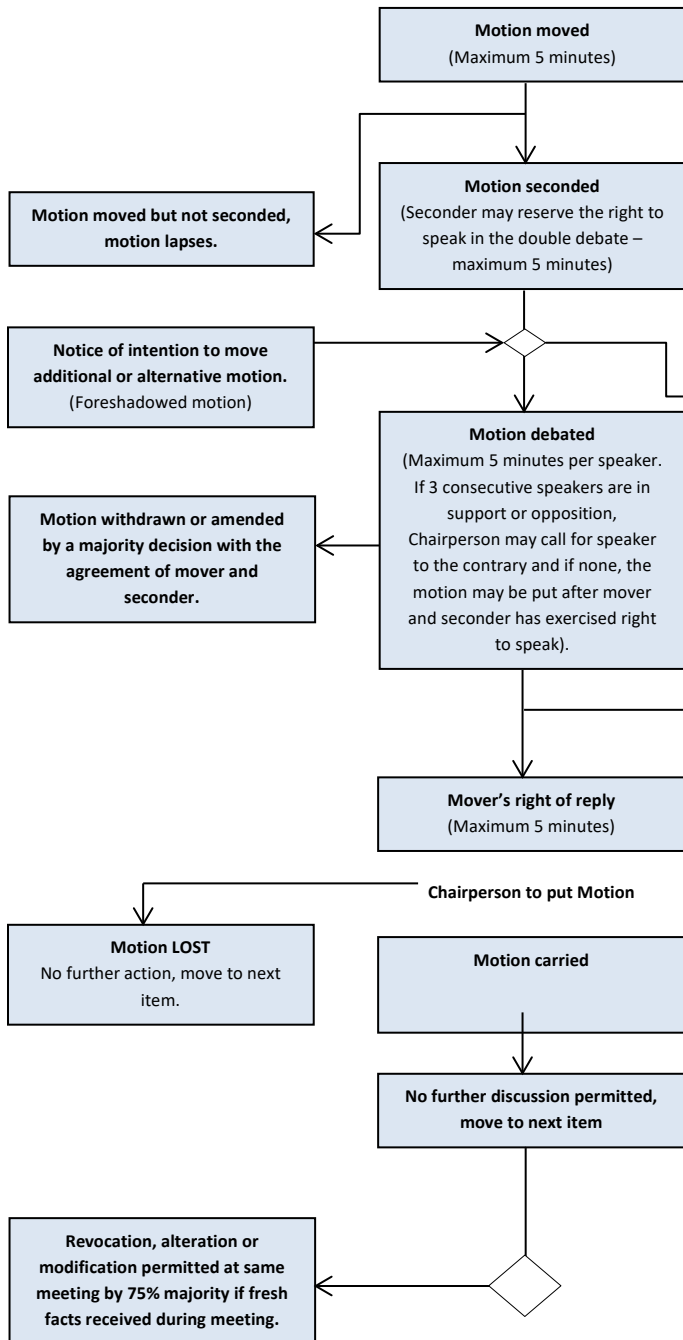 Motion moved
(Maximum 5 minutes)
Motion seconded
(Seconder may reserve the right to
speak in the double debate –
maximum 5 minutes)
Motion moved but not seconded,
motion lapses.
Notice of intention to move
additional or alternative motion.
(Foreshadowed motion)
Motion debated
(Maximum 5 minutes per speaker.
If 3 consecutive speakers are in
support or opposition,
Chairperson may call for speaker
to the contrary and if none, the
motion may be put after mover
and seconder has exercised right
to speak).
Motion withdrawn or amended
by a majority decision with the
agreement of mover and
seconder.
Mover’s right of reply
(Maximum 5 minutes)
Chairperson to put Motion
Motion LOST
No further action, move to next
item.
Motion carried
No further discussion permitted,
move to next item
Revocation, alteration or
modification permitted at same
meeting by 75% majority if fresh
facts received during meeting.